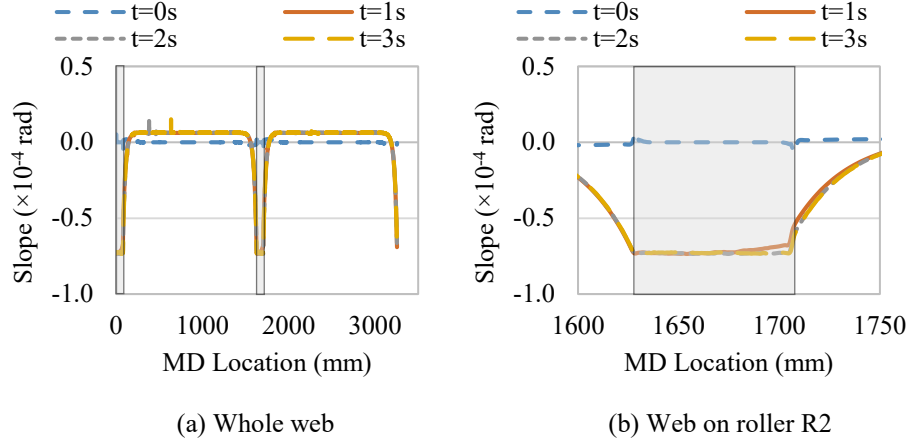 t=0s t=1s
t=2s t=3s
0.5
0.0
-0.5
-1.0
Slope (×10⁻⁴ rad)
0 1000 2000 3000
MD Location (mm)
(a) Whole web
t=0s t=1s
t=2s t=3s
0.5
0.0
-0.5
-1.0
Slope (×10⁻⁴ rad)
1600 1650 1700 1750
MD Location (mm)
(b) Web on roller R2